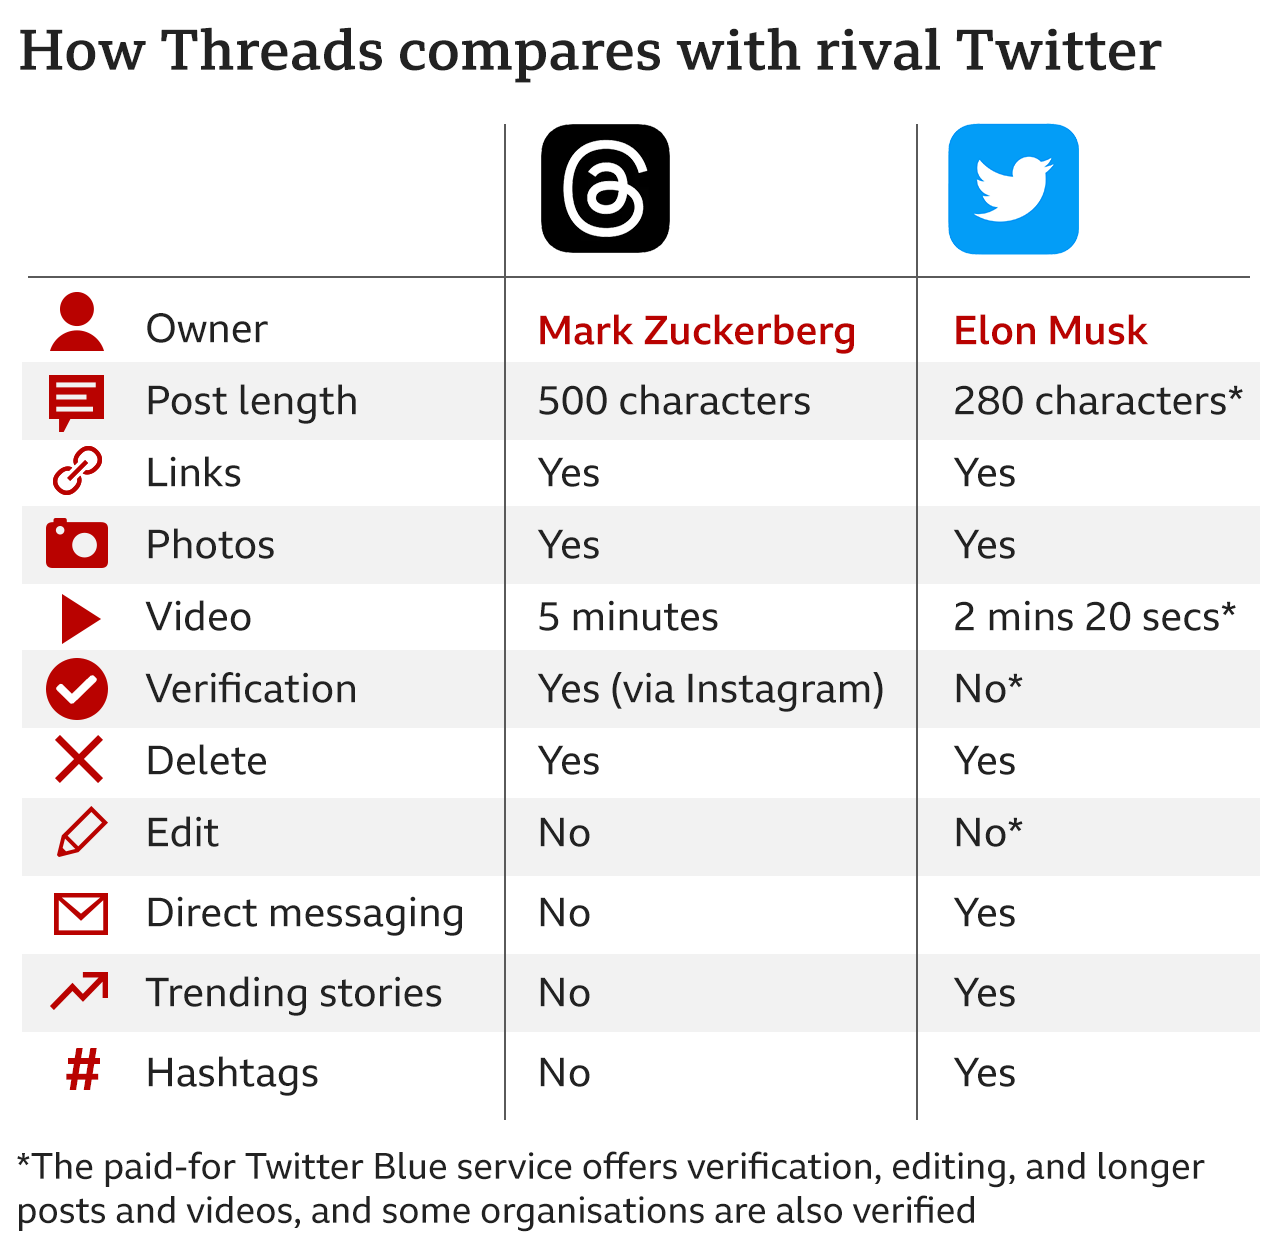 How Threads compares with rival Twitter
Owner Mark Zuckerberg Elon Musk
Post length 500 characters 280 characters*
Links Yes Yes
Photos Yes Yes
Video 5 minutes 2 mins 20 secs*
Verification Yes (via Instagram) No*
Delete Yes Yes
Edit No No*
Direct messaging No Yes
Trending stories No Yes
# Hashtags No Yes
*The paid-for Twitter Blue service offers verification, editing, and longer
posts and videos, and some organisations are also verified